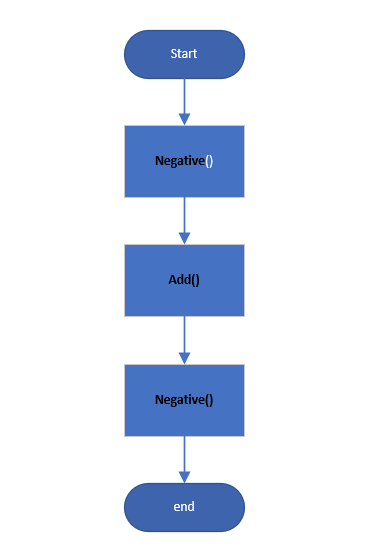 Start
Negative()
Add()
Negative()
end